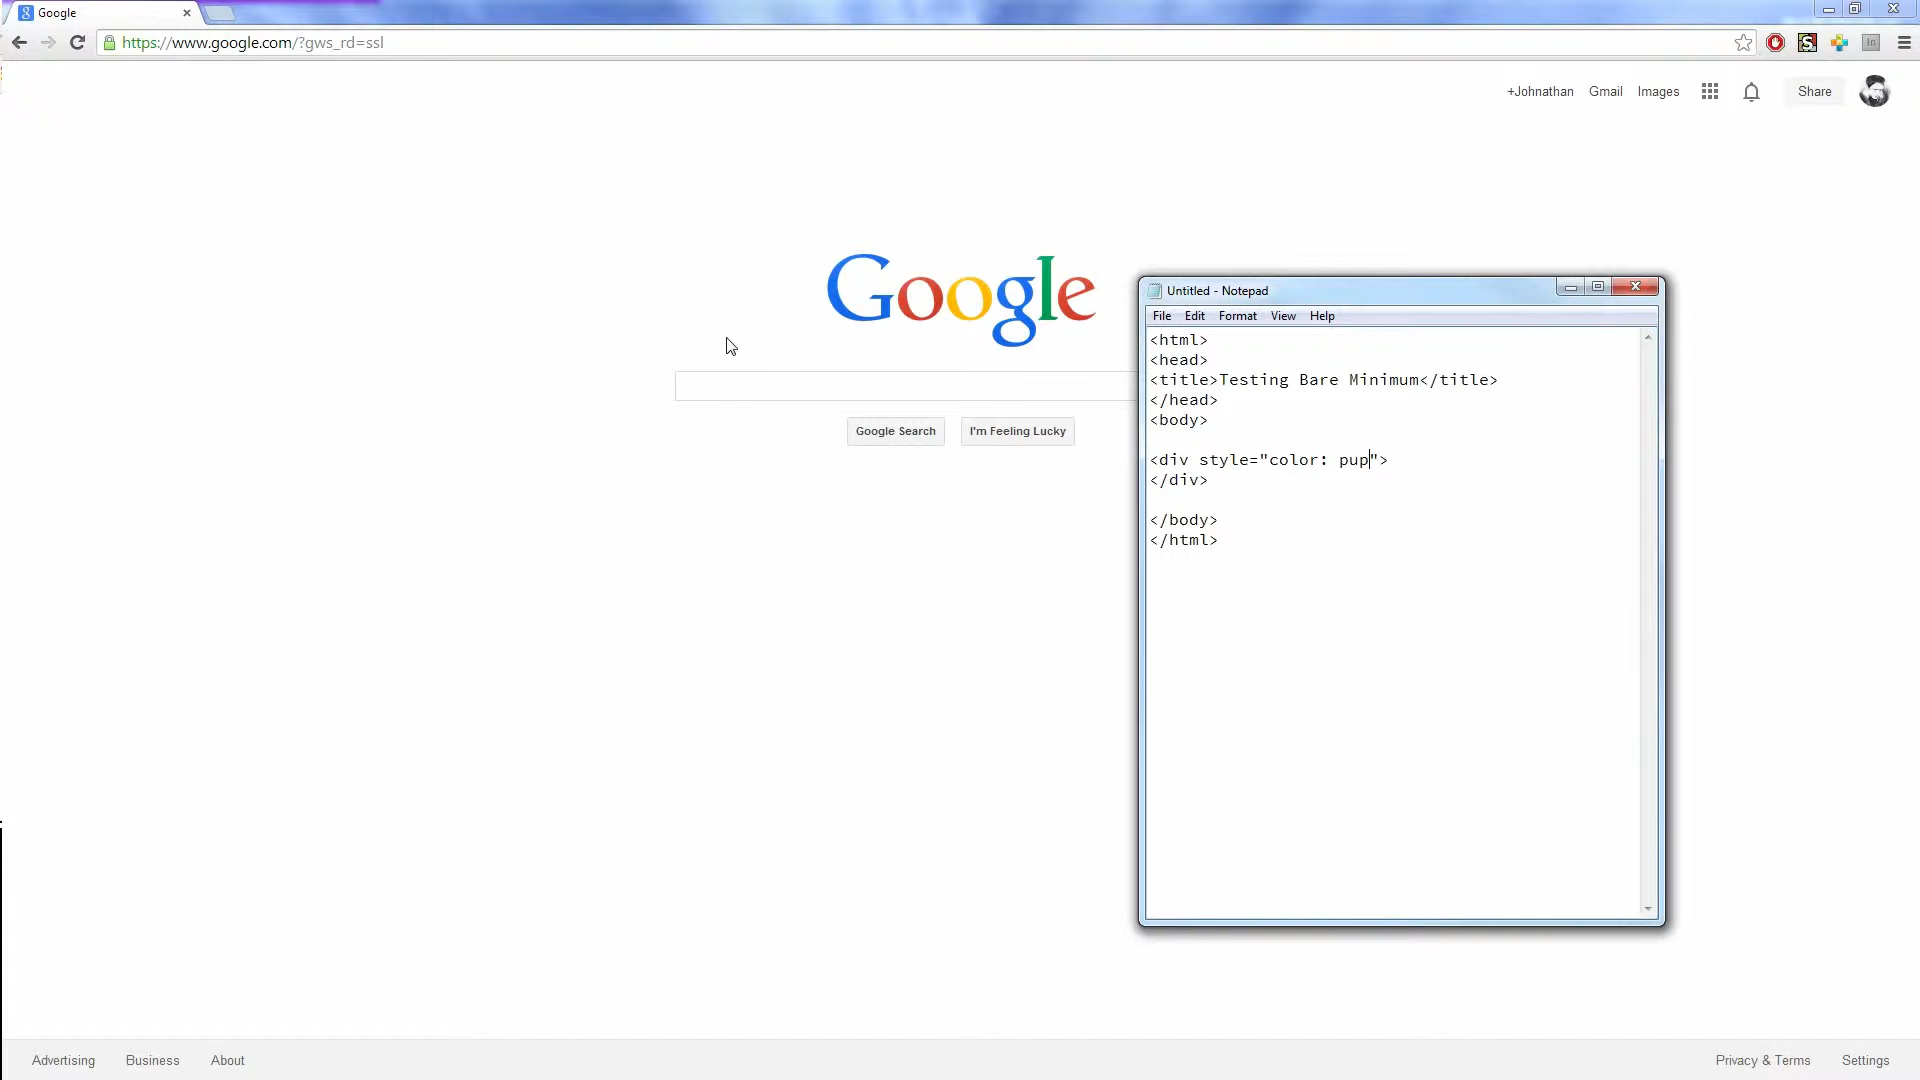 Google
https://www.google.com/?gws_rd=ssl
+Johnathan Gmail Images Share
Google
Google Search I'm Feeling Lucky
Untitled - Notepad
File Edit Format View Help
<html>
<head>
<title>Testing Bare Minimum</title>
</head>
<body>
<div style="color: pup">
</div>
</body>
</html>
Advertising Business About Privacy & Terms Settings